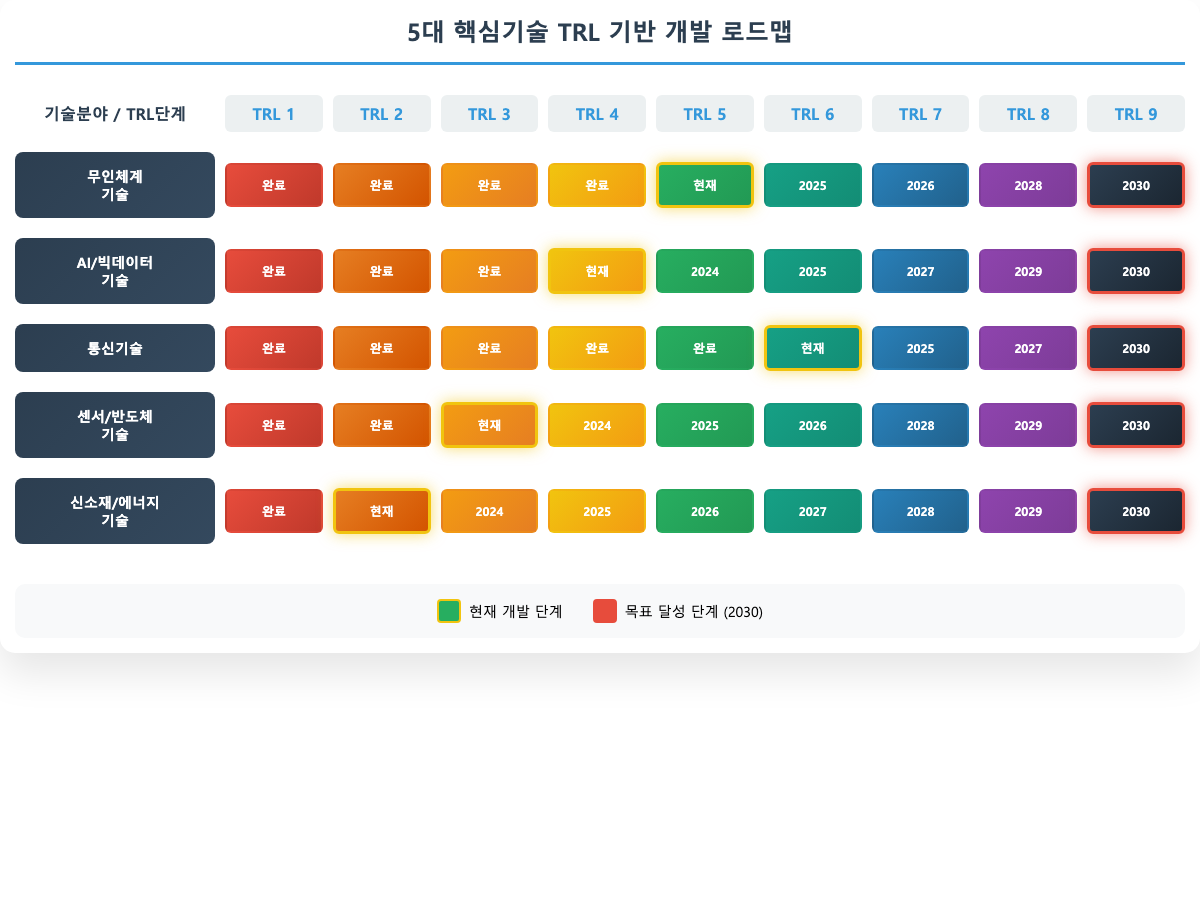 5대 핵심기술 TRL 기반 개발 로드맵
기술분야 / TRL단계 TRL 1 TRL 2 TRL 3 TRL 4 TRL 5 TRL 6 TRL 7 TRL 8 TRL 9
무인체계
기술
완료 완료 완료 완료 현재 2025 2026 2028 2030
AI/빅데이터
기술
완료 완료 완료 현재 2024 2025 2027 2029 2030
통신기술 완료 완료 완료 완료 완료 현재 2025 2027 2030
센서/반도체
기술
완료 완료 현재 2024 2025 2026 2028 2029 2030
신소재/에너지
기술
완료 현재 2024 2025 2026 2027 2028 2029 2030
현재 개발 단계 목표 달성 단계 (2030)